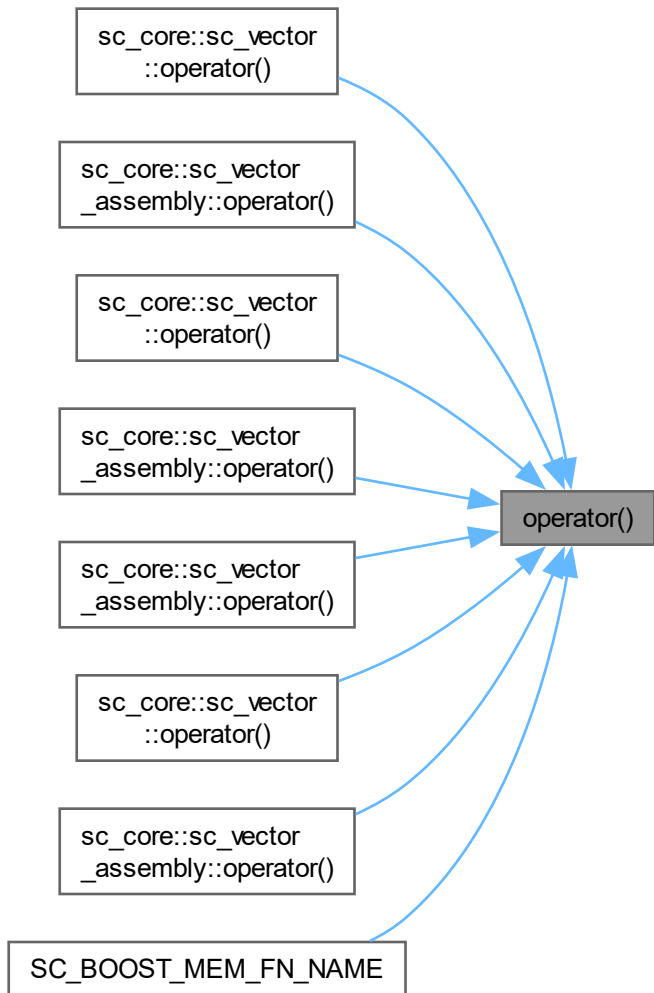 sc_core::sc_vector
::operator()
sc_core::sc_vector
_assembly::operator()
sc_core::sc_vector
::operator()
sc_core::sc_vector
_assembly::operator()
operator()
sc_core::sc_vector
_assembly::operator()
sc_core::sc_vector
::operator()
sc_core::sc_vector
_assembly::operator()
SC_BOOST_MEM_FN_NAME